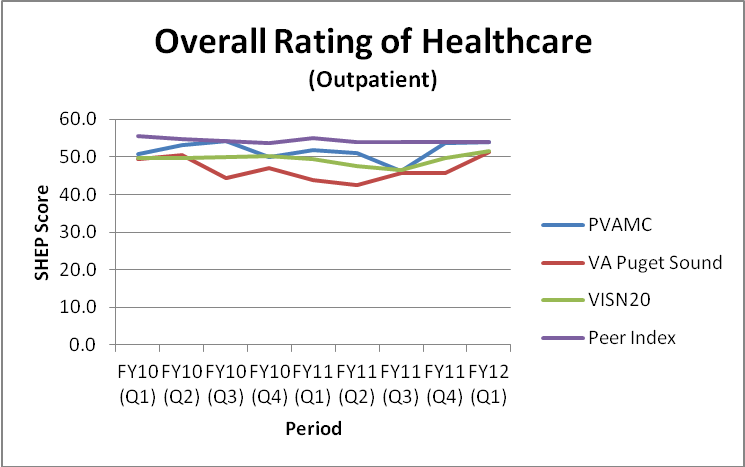 Overall Rating of Healthcare
(Outpatient)
SHEP Score
60.0
50.0
40.0
30.0
20.0
10.0
0.0
FY10 FY10 FY10 FY10 FY11 FY11 FY11 FY11 FY12
(Q1) (Q2) (Q3) (Q4) (Q1) (Q2) (Q3) (Q4) (Q1)
Period
PVAMC
VA Puget Sound
VISN20
Peer Index